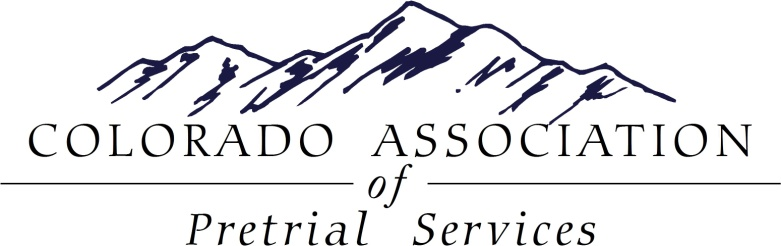 COLORADO ASSOCIATION
of
Pretrial Services